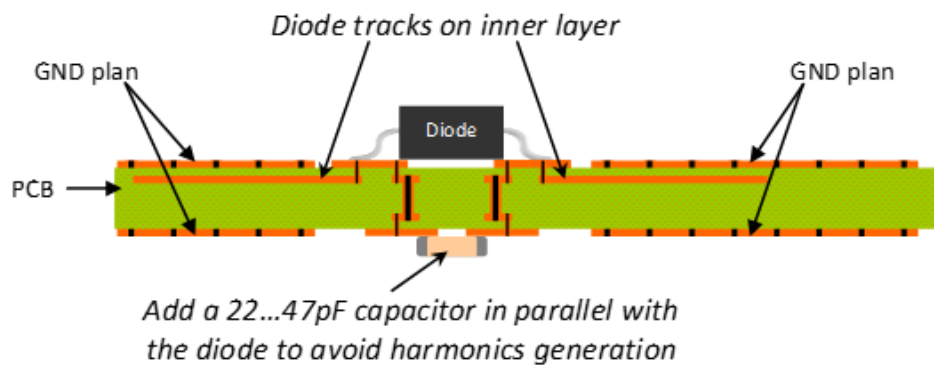 Diode tracks on inner layer
GND plan
GND plan
Diode
PCB
Add a 22...47pF capacitor in parallel with
the diode to avoid harmonics generation